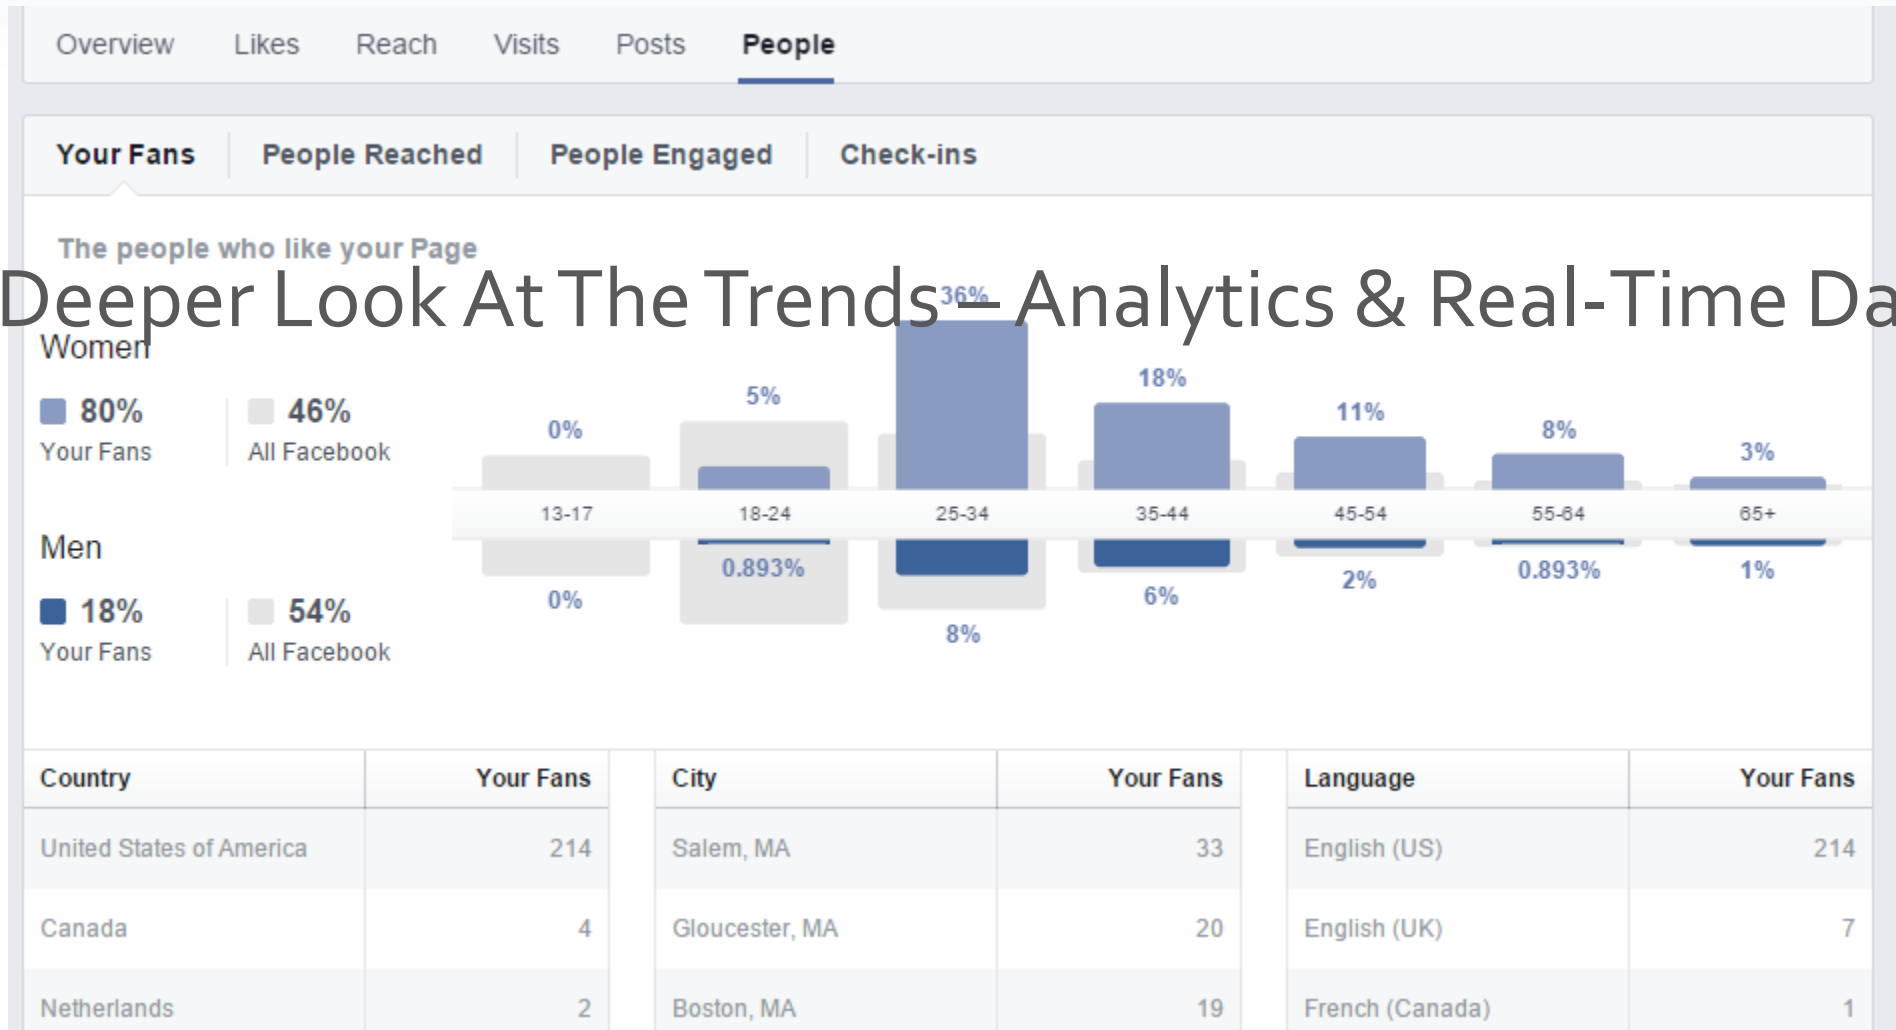 Overview Likes Reach Visits Posts People
Your Fans People Reached People Engaged Check-ins
The people who like your Page
Deeper Look At The Trends – Analytics & Real-Time Da
Women
80% 46%
Your Fans All Facebook
0% 5% 36% 18% 11% 8% 3%
13-17 18-24 25-34 35-44 45-54 55-64 65+
Men
0% 0.893% 8% 6% 2% 0.893% 1%
18% 54%
Your Fans All Facebook
Country Your Fans City Your Fans Language Your Fans
United States of America 214 Salem, MA 33 English (US) 214
Canada 4 Gloucester, MA 20 English (UK) 7
Netherlands 2 Boston, MA 19 French (Canada) 1